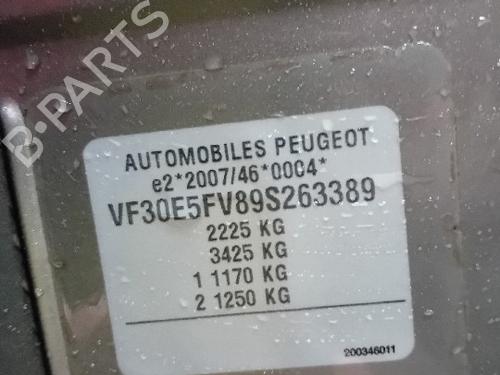 B-PARTS
AUTOMOBILES PEUGEOT
e2*2007/46*0004*
VF30E5FV89S263389
2225 KG
3425 KG
1 1170 KG
2 1250 KG
200346011